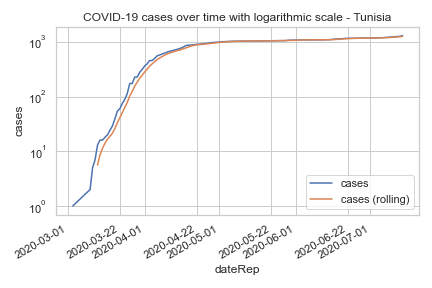 COVID-19 cases over time with logarithmic scale - Tunisia
10³
10²
10¹
10⁰
cases
cases
cases (rolling)
2020-03-01
2020-03-22
2020-04-01
2020-04-22
2020-05-01
2020-05-22
2020-06-01
2020-06-22
2020-07-01
dateRep